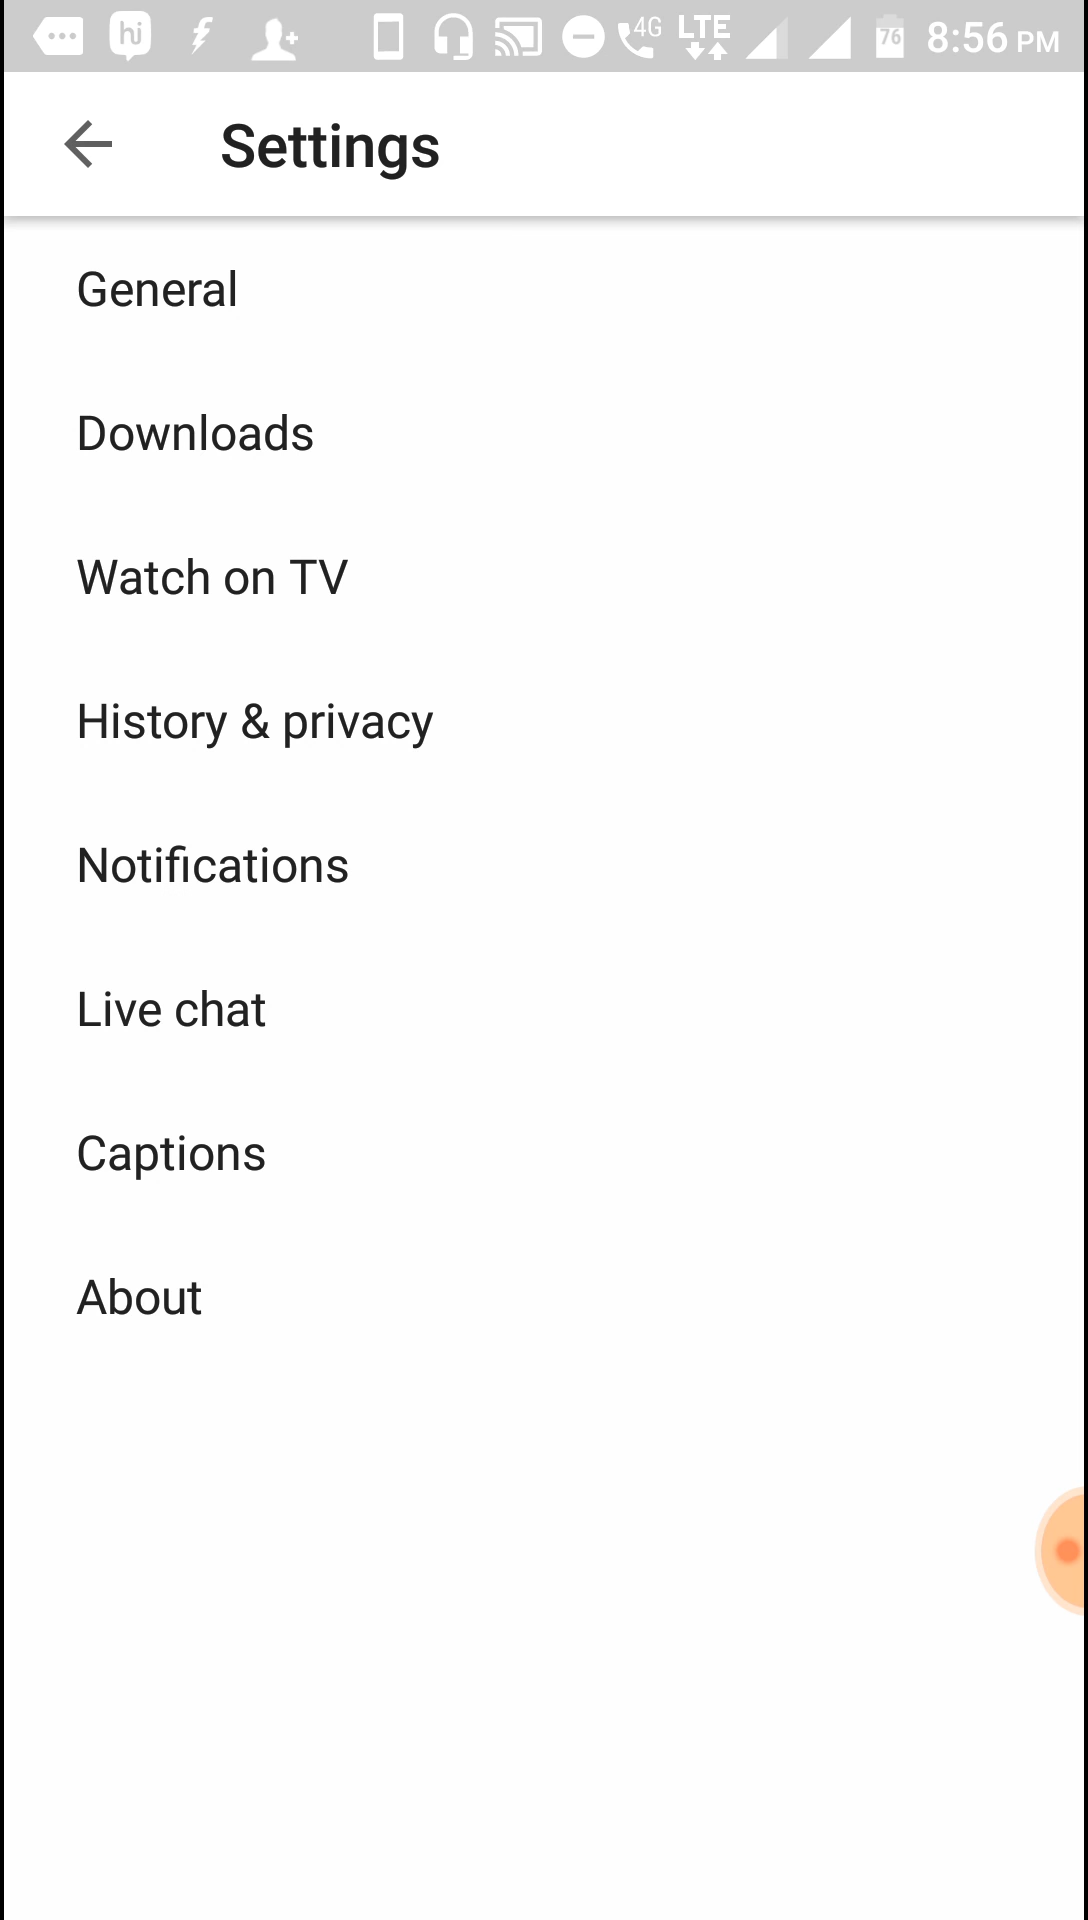 hi 4G LTE 76 8:56 PM
Settings
General
Downloads
Watch on TV
History & privacy
Notifications
Live chat
Captions
About